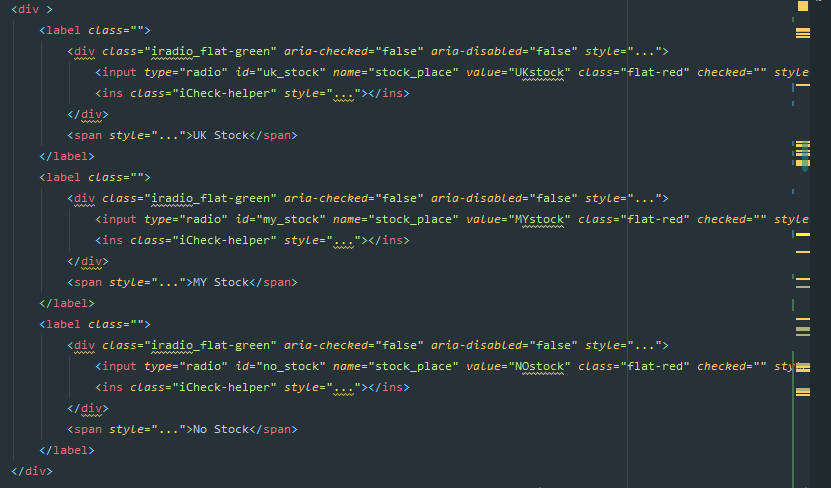 <div >
<label class="">
<div class="iradio_flat-green" aria-checked="false" aria-disabled="false" style="...">
<input type="radio" id="uk_stock" name="stock_place" value="UKstock" class="flat-red" checked="" style
<ins class="iCheck-helper" style="..."></ins>
</div>
<span style="...">UK Stock</span>
</label>
<label class="">
<div class="iradio_flat-green" aria-checked="false" aria-disabled="false" style="...">
<input type="radio" id="my_stock" name="stock_place" value="MYstock" class="flat-red" checked="" style
<ins class="iCheck-helper" style="..."></ins>
</div>
<span style="...">MY Stock</span>
</label>
<label class="">
<div class="iradio_flat-green" aria-checked="false" aria-disabled="false" style="...">
<input type="radio" id="no_stock" name="stock_place" value="NOstock" class="flat-red" checked="" sty
<ins class="iCheck-helper" style="..."></ins>
</div>
<span style="...">No Stock</span>
</label>
</div>